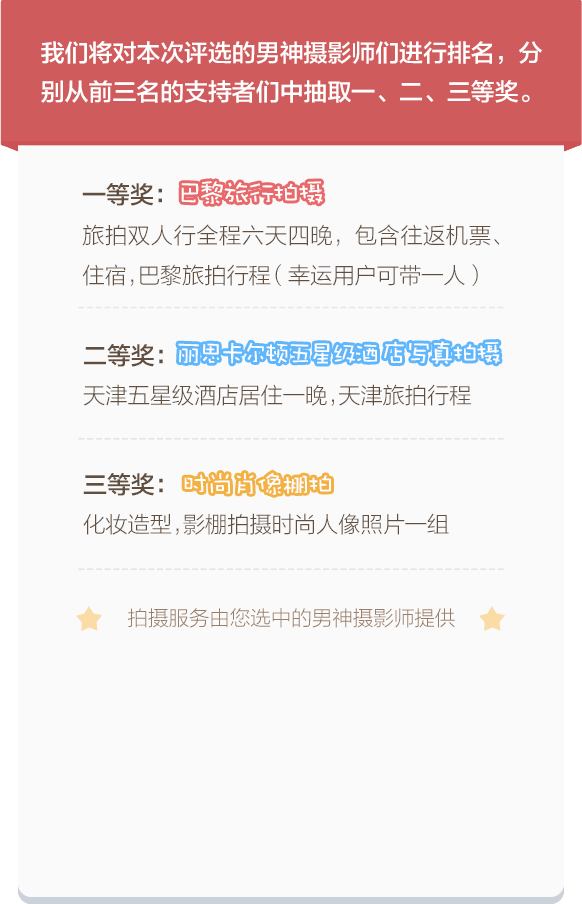 我们将对本次评选的男神摄影师们进行排名，分
别从前三名的支持者们中抽取一、二、三等奖。
一等奖：巴黎旅行拍摄
旅拍双人行全程六天四晚，包含往返机票、
住宿，巴黎旅拍行程（幸运用户可带一人）
二等奖：丽思卡尔顿五星级酒店写真拍摄
天津五星级酒店居住一晚，天津旅拍行程
三等奖：时尚肖像棚拍
化妆造型，影棚拍摄时尚人像照片一组
拍摄服务由您选中的男神摄影师提供